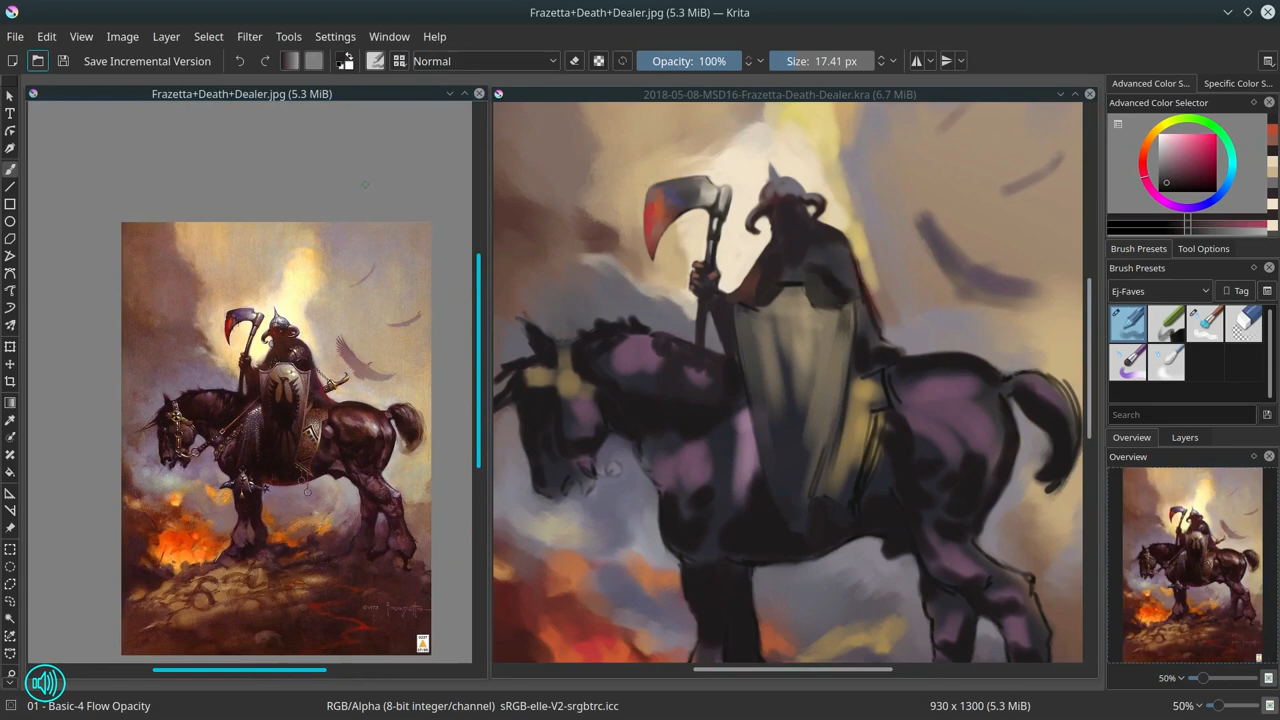 Frazetta+Death+Dealer.jpg (5.3 MiB) — Krita
File Edit View Image Layer Select Filter Tools Settings Window Help
Save Incremental Version
Normal
Opacity: 100%
Size: 17.41 px
Frazetta+Death+Dealer.jpg (5.3 MiB)
2018-05-08-MSD16-Frazetta-Death-Dealer.kra (6.7 MiB)
Advanced Color S...
Specific Color S...
Advanced Color Selector
Brush Presets
Tool Options
Brush Presets
Ej-Faves
Tag
Search
Overview
Layers
Overview
50%
01 - Basic-4 Flow Opacity
RGB/Alpha (8-bit integer/channel) sRGB-elle-V2-srgbtrc.icc
930 x 1300 (5.3 MiB)
50%